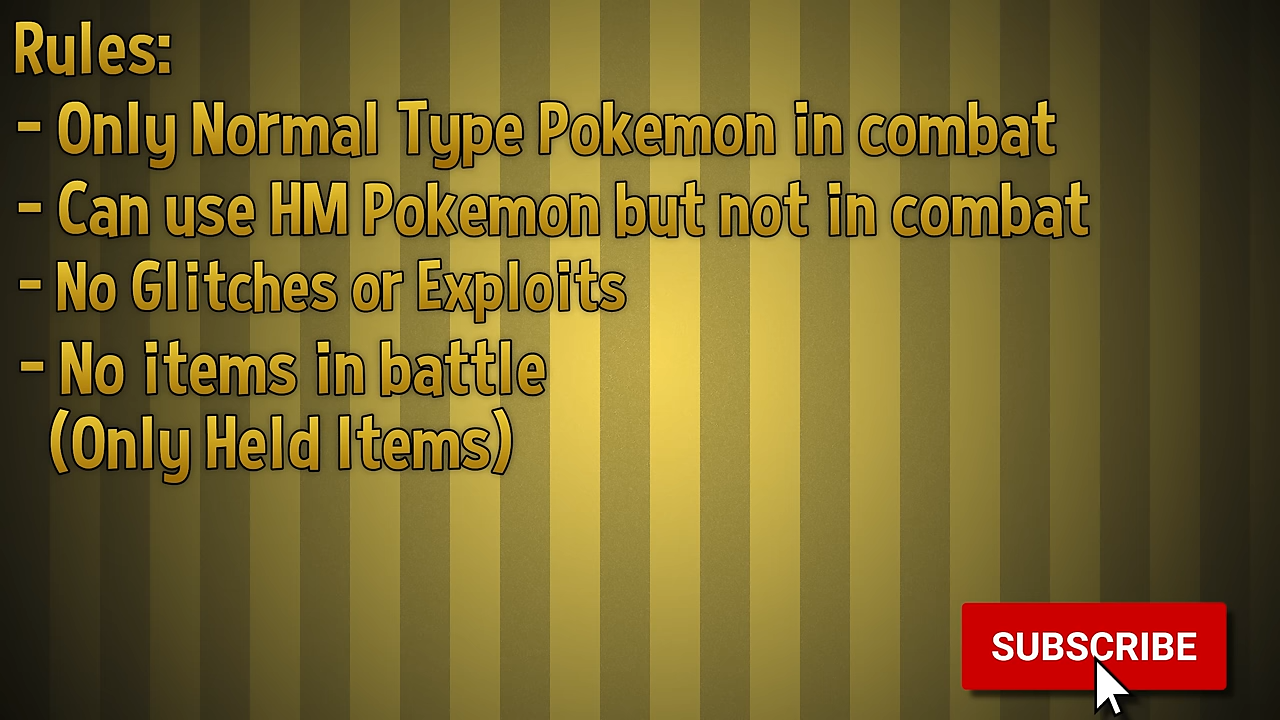 Rules:
- Only Normal Type Pokemon in combat
- Can use HM Pokemon but not in combat
- No Glitches or Exploits
- No items in battle
(Only Held Items)
SUBSCRIBE